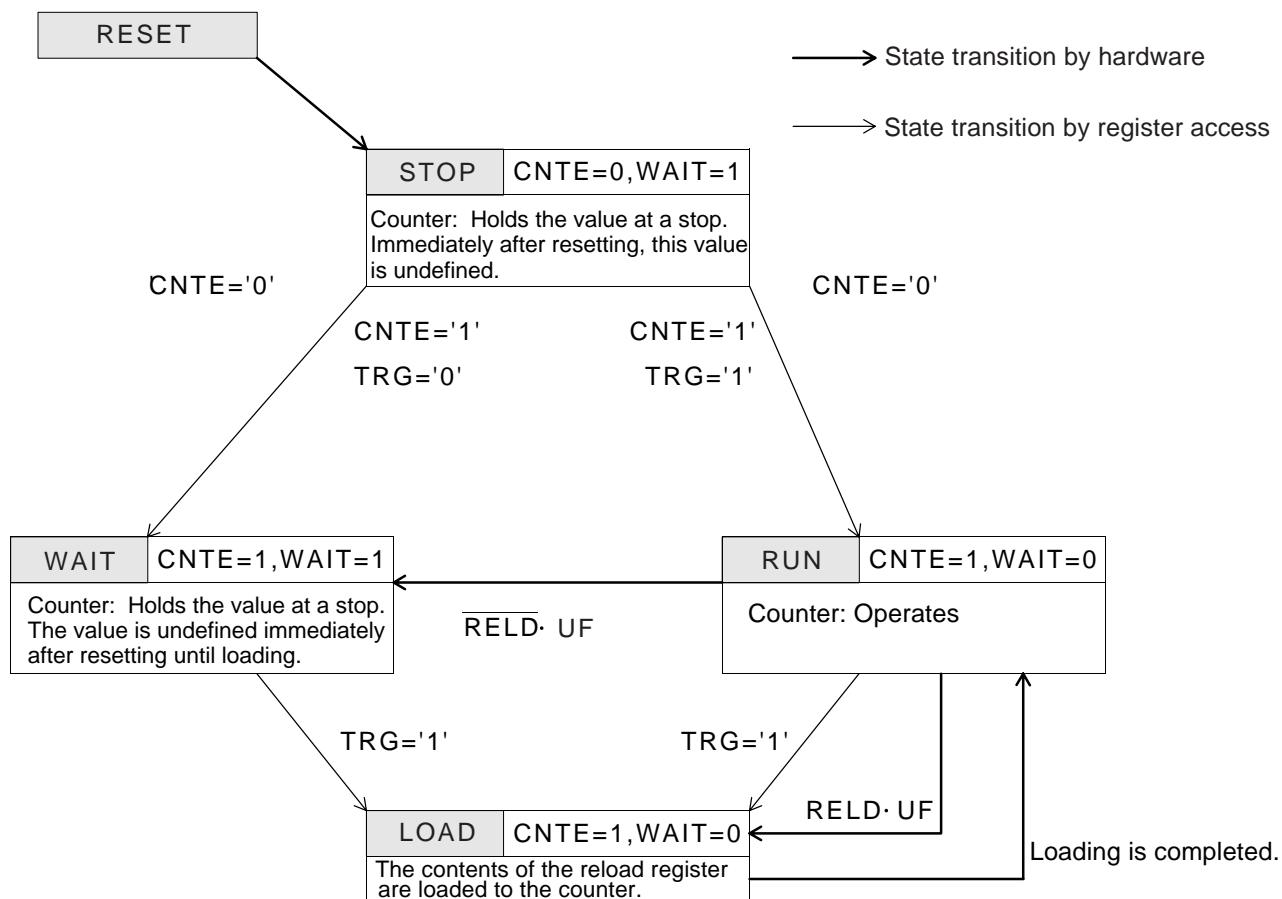 RESET
State transition by hardware
State transition by register access
STOP
CNTE=0,WAIT=1
Counter: Holds the value at a stop.
Immediately after resetting, this value
is undefined.
CNTE='0'
CNTE='0'
CNTE='1'
TRG='0'
CNTE='1'
TRG='1'
WAIT
CNTE=1,WAIT=1
Counter: Holds the value at a stop.
The value is undefined immediately
after resetting until loading.
R̅E̅L̅D̅· UF
RUN
CNTE=1,WAIT=0
Counter: Operates
TRG='1'
TRG='1'
RELD· UF
LOAD
CNTE=1,WAIT=0
The contents of the reload register
are loaded to the counter.
Loading is completed.